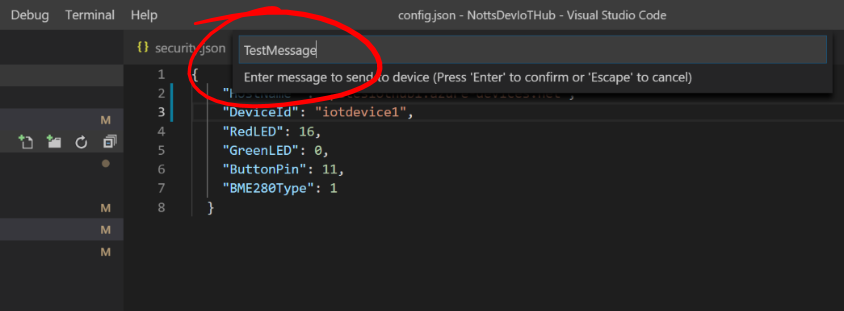 Debug Terminal Help config.json - NottsDevIoTHub - Visual Studio Code
{} security.json TestMessage
Enter message to send to device (Press 'Enter' to confirm or 'Escape' to cancel)
1 {
2
3 "DeviceId": "iotdevice1",
M
4 "RedLED": 16,
5 "GreenLED": 0,
6 "ButtonPin": 11,
7 "BME280Type": 1
8 }
M
M
M